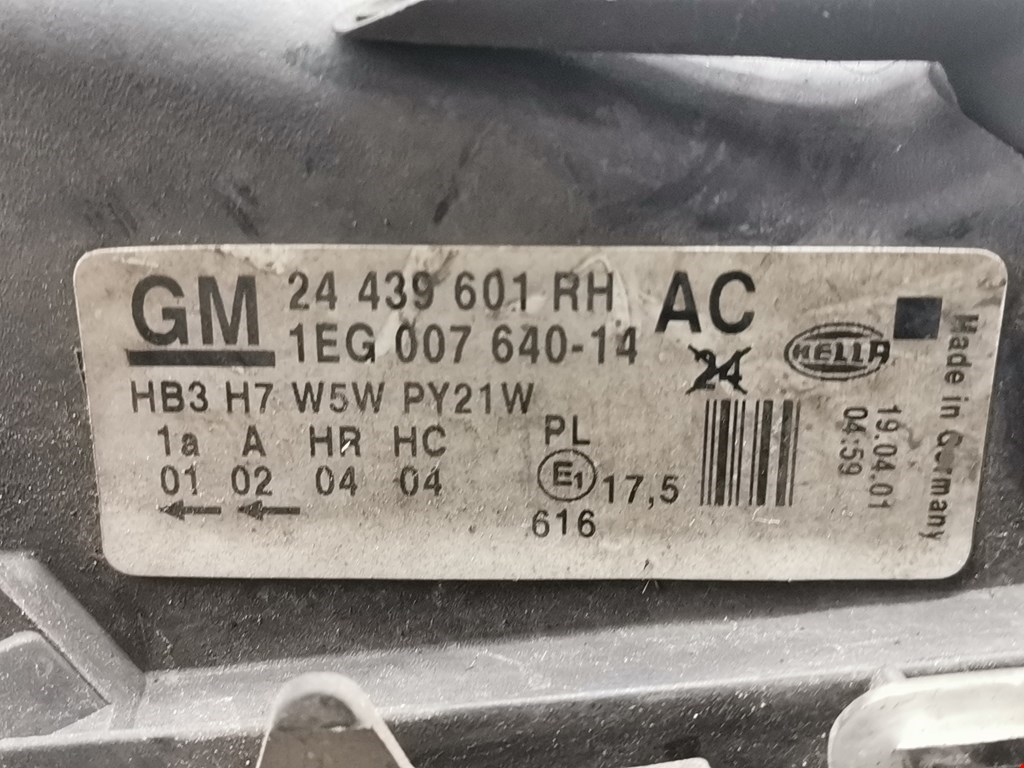 GM 24 439 601 RH AC
1EG 007 640-14
24
HELLA
HB3 H7 W5W PY21W
1a A HR HC PL
01 02 04 04 E1 17,5
616
19.04.01
04:59
Made in Germany